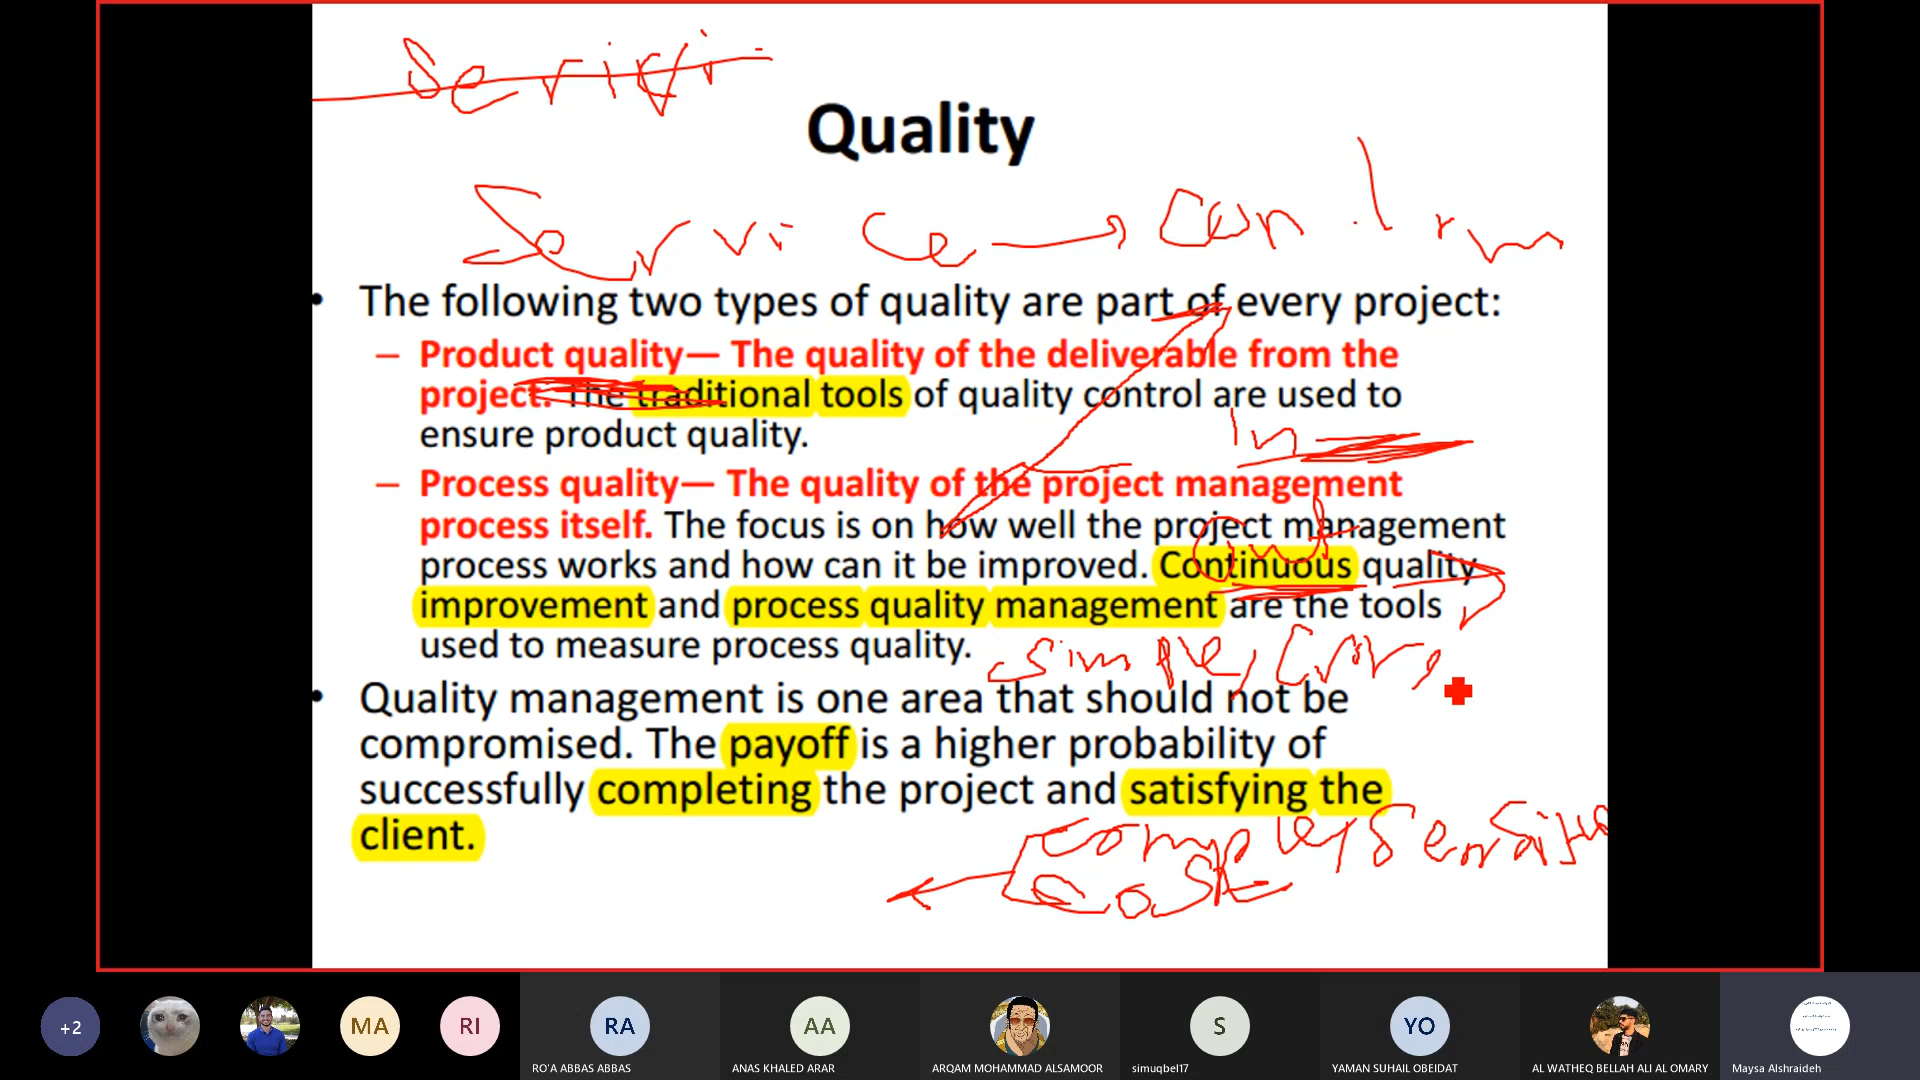 Quality
Service →
• The following two types of quality are part of every project:
– Product quality— The quality of the deliverable from the
project. The traditional tools of quality control are used to
ensure product quality.
In
– Process quality— The quality of the project management
process itself. The focus is on how well the project management
out
process works and how can it be improved. Continuous quality
improvement and process quality management are the tools
used to measure process quality.
simple,
• Quality management is one area that should not be
compromised. The payoff is a higher probability of
successfully completing the project and satisfying the
client.
+2 MA RI RA AA S YO
RO'A ABBAS ABBAS ANAS KHALED ARAR ARQAM MOHAMMAD ALSAMOOR simuqbel17 YAMAN SUHAIL OBEIDAT AL WATHEQ BELLAH ALI AL OMARY Maysa Alshraideh